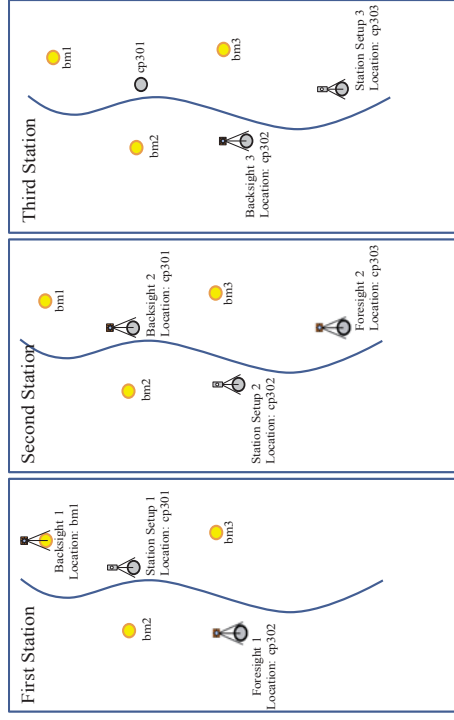 First Station
Backsight 1
Location: bm1
Station Setup 1
Location: cp301
bm2
bm3
Foresight 1
Location: cp302
Second Station
bm1
Backsight 2
Location: cp301
bm2
bm3
Station Setup 2
Location: cp302
Foresight 2
Location: cp303
Third Station
bm1
cp301
bm2
bm3
Backsight 3
Location: cp302
Station Setup 3
Location: cp303